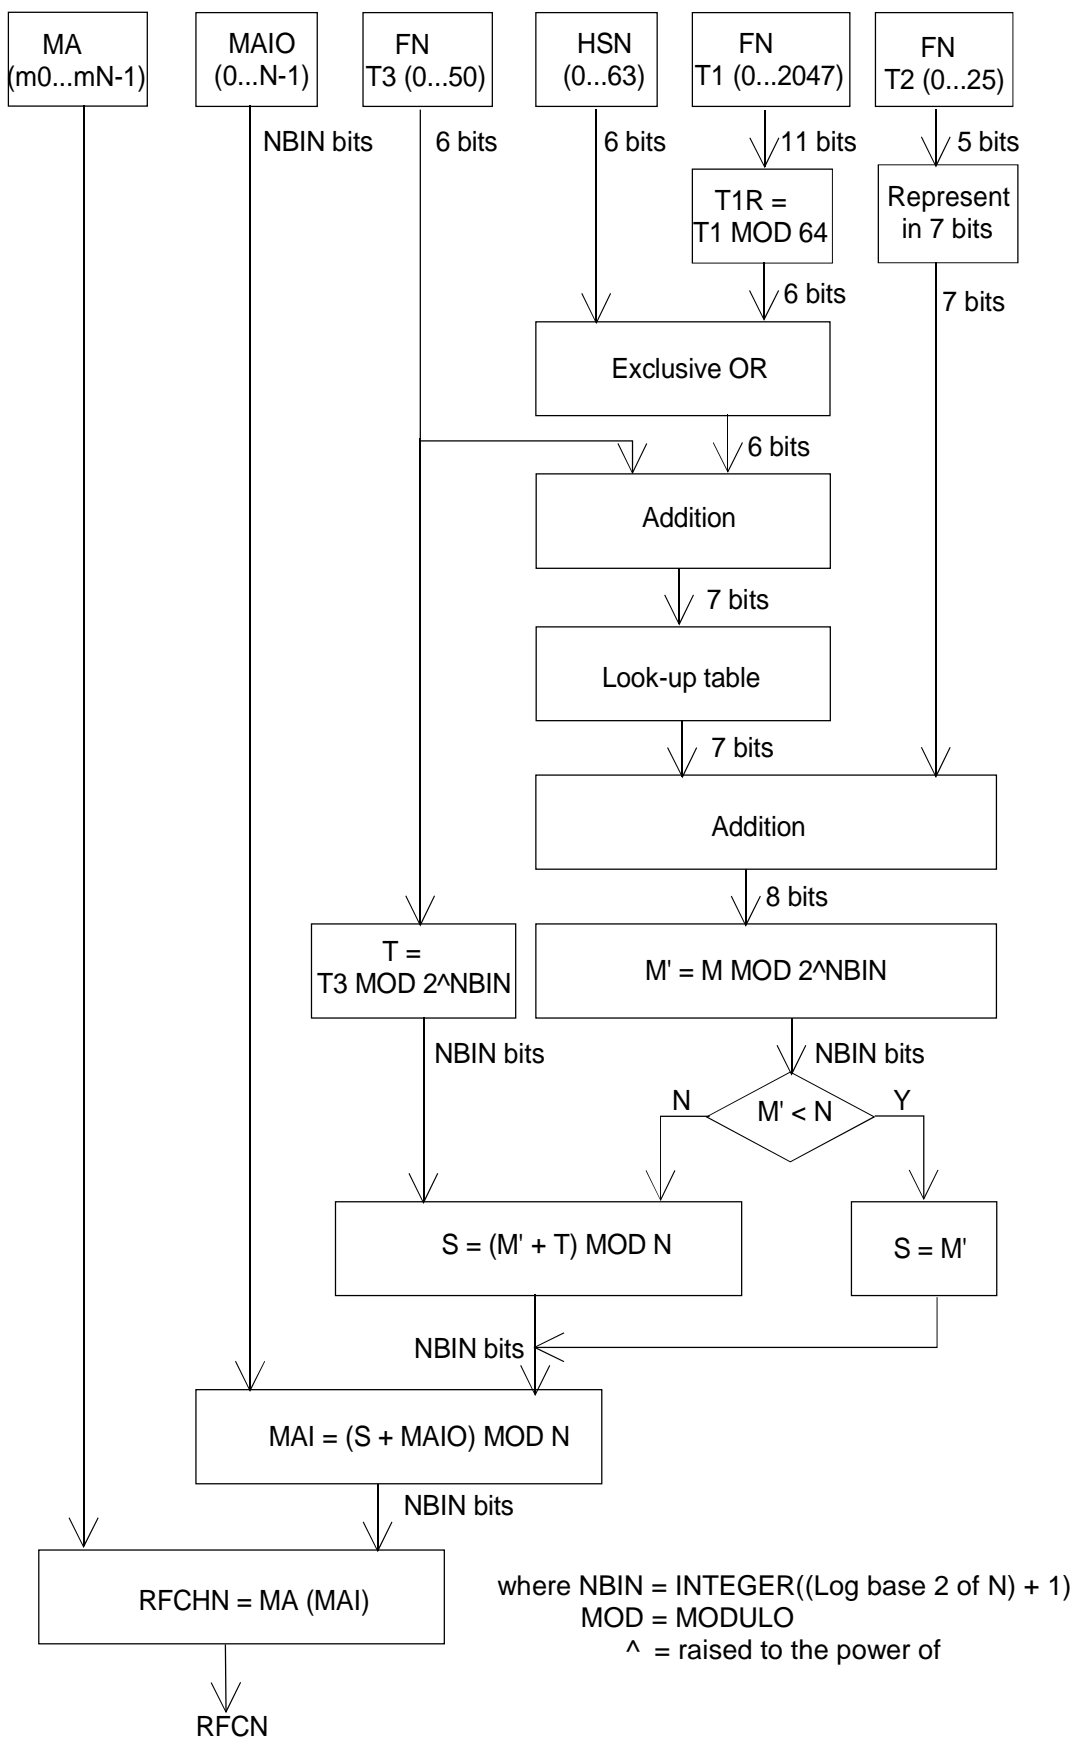 MA
(m0...mN-1)
MAIO
(0...N-1)
FN
T3 (0...50)
HSN
(0...63)
FN
T1 (0...2047)
FN
T2 (0...25)
NBIN bits
6 bits
6 bits
11 bits
5 bits
T1R =
T1 MOD 64
Represent
in 7 bits
6 bits
7 bits
Exclusive OR
6 bits
Addition
7 bits
Look-up table
7 bits
Addition
8 bits
T =
T3 MOD 2^NBIN
M' = M MOD 2^NBIN
NBIN bits
NBIN bits
N
M' < N
Y
S = (M' + T) MOD N
S = M'
NBIN bits
MAI = (S + MAIO) MOD N
NBIN bits
RFCHN = MA (MAI)
where NBIN = INTEGER((Log base 2 of N) + 1)
MOD = MODULO
^ = raised to the power of
RFCN